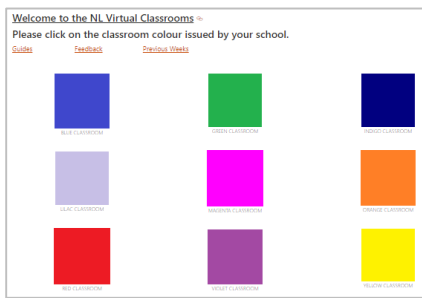 Welcome to the NL Virtual Classrooms
Please click on the classroom colour issued by your school.
Guides Feedback Previous Weeks
BLUE CLASSROOM GREEN CLASSROOM INDIGO CLASSROOM
LILAC CLASSROOM MAGENTA CLASSROOM ORANGE CLASSROOM
RED CLASSROOM VIOLET CLASSROOM YELLOW CLASSROOM